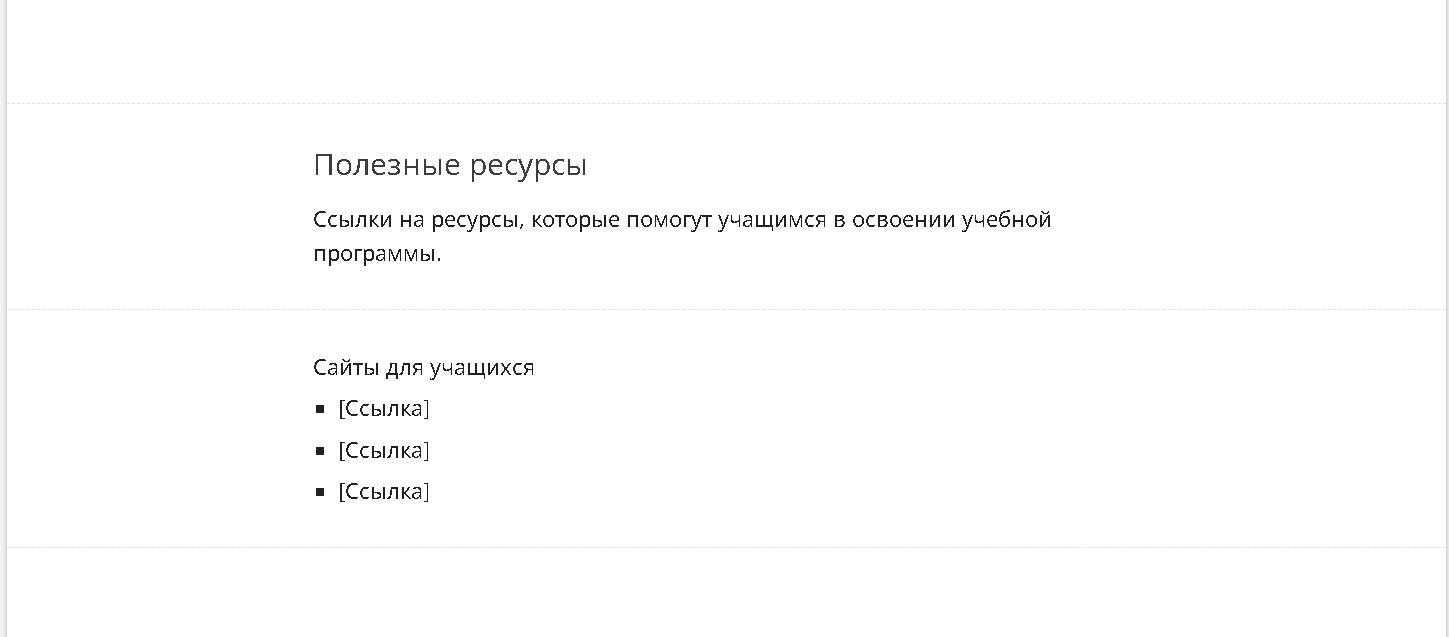 Полезные ресурсы
Ссылки на ресурсы, которые помогут учащимся в освоении учебной
программы.
Сайты для учащихся
[Ссылка]
[Ссылка]
[Ссылка]